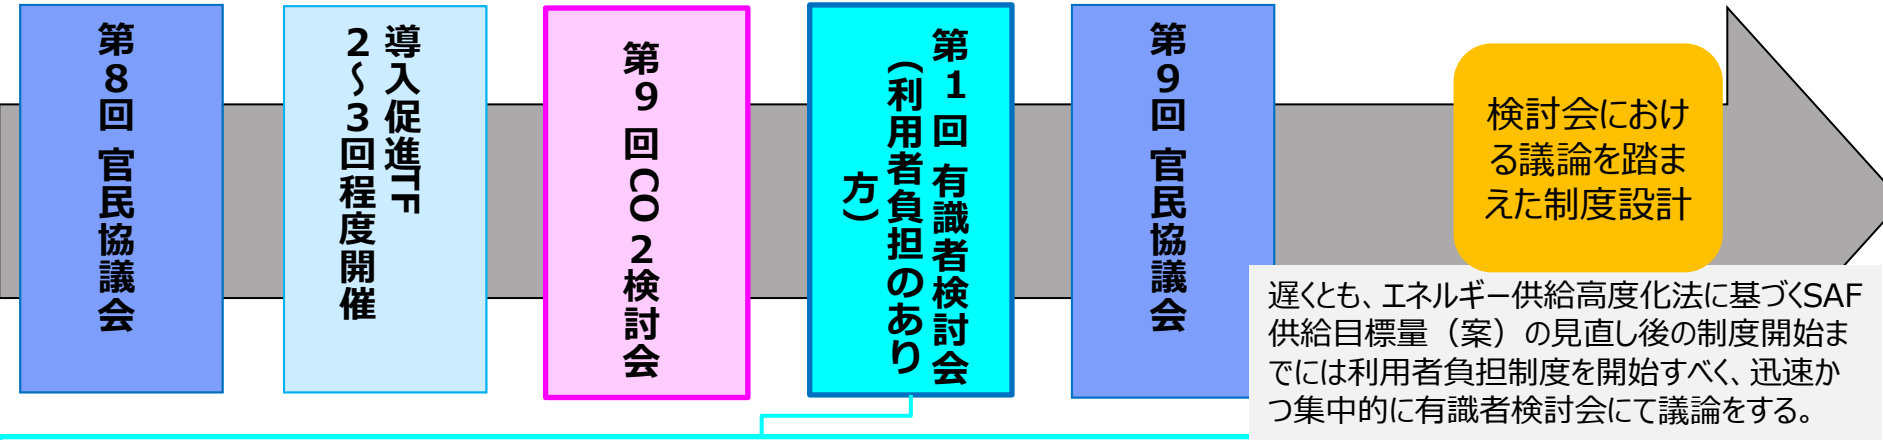 第8回 官民協議会
導入促進TF
2～3回程度開催
第9回CO2検討会
第1回 有識者検討会
（利用者負担のあり
方）
第9回 官民協議会
検討会におけ
る議論を踏ま
えた制度設計
遅くとも、エネルギー供給高度化法に基づくSAF
供給目標量（案）の見直し後の制度開始ま
でには利用者負担制度を開始すべく、迅速か
つ集中的に有識者検討会にて議論をする。